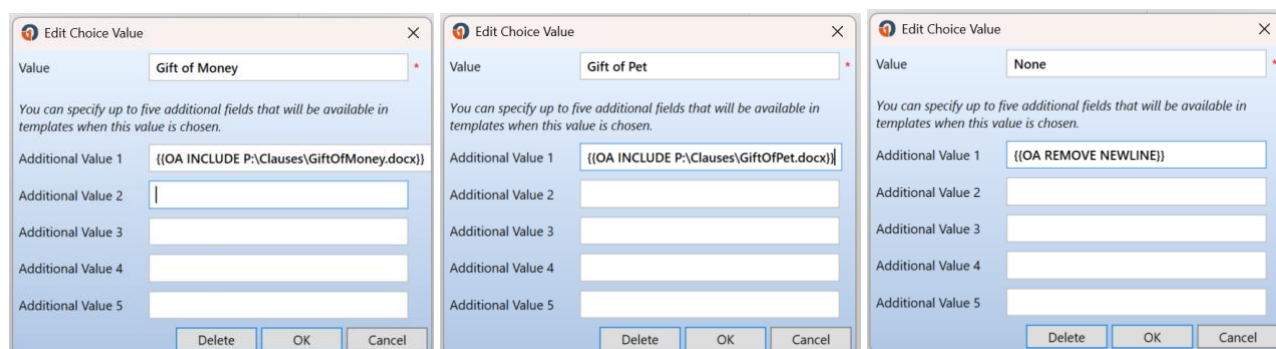 Edit Choice Value
Value Gift of Money *
You can specify up to five additional fields that will be available in
templates when this value is chosen.
Additional Value 1 {{OA INCLUDE P:\Clauses\GiftOfMoney.docx}}
Additional Value 2
Additional Value 3
Additional Value 4
Additional Value 5
Delete OK Cancel
Edit Choice Value
Value Gift of Pet *
You can specify up to five additional fields that will be available in
templates when this value is chosen.
Additional Value 1 {{OA INCLUDE P:\Clauses\GiftOfPet.docx}}
Additional Value 2
Additional Value 3
Additional Value 4
Additional Value 5
Delete OK Cancel
Edit Choice Value
Value None *
You can specify up to five additional fields that will be available in
templates when this value is chosen.
Additional Value 1 {{OA REMOVE NEWLINE}}
Additional Value 2
Additional Value 3
Additional Value 4
Additional Value 5
Delete OK Cancel